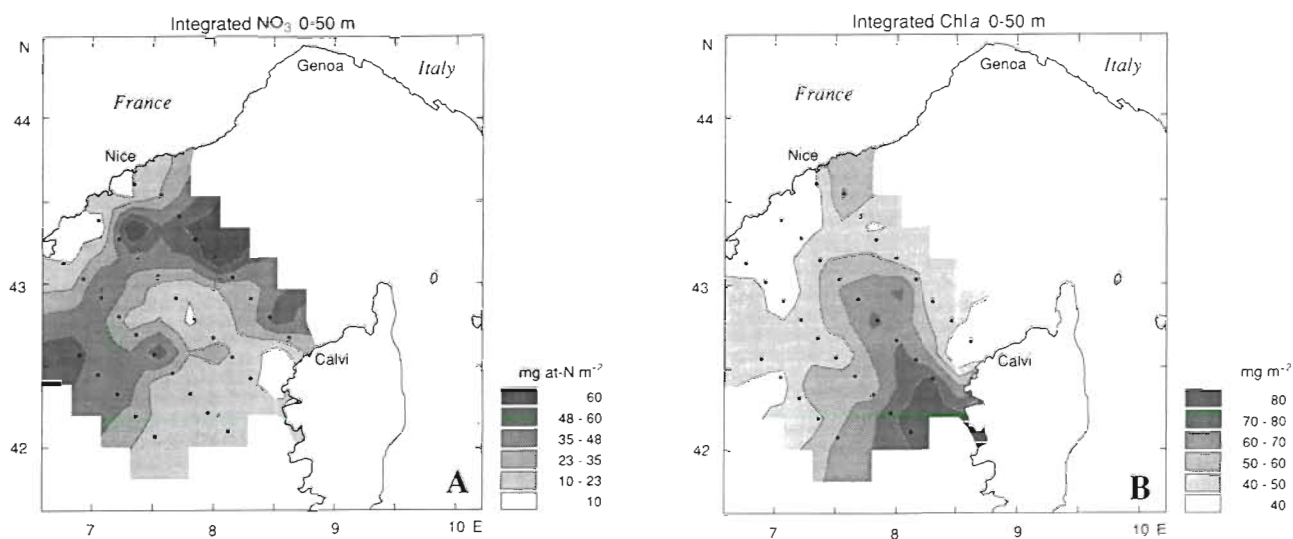 Integrated NO3 0-50 m
N
Genoa
Italy
France
44
Nice
43
Calvi
42
7
8
9
10 E
A
mg at-N m-2
60
48 - 60
35 - 48
23 - 35
10 - 23
10
Integrated Chl a 0-50 m
N
Genoa
Italy
France
44
Nice
43
Calvi
42
7
8
9
10 E
B
mg m-2
80
70 - 80
60 - 70
50 - 60
40 - 50
40